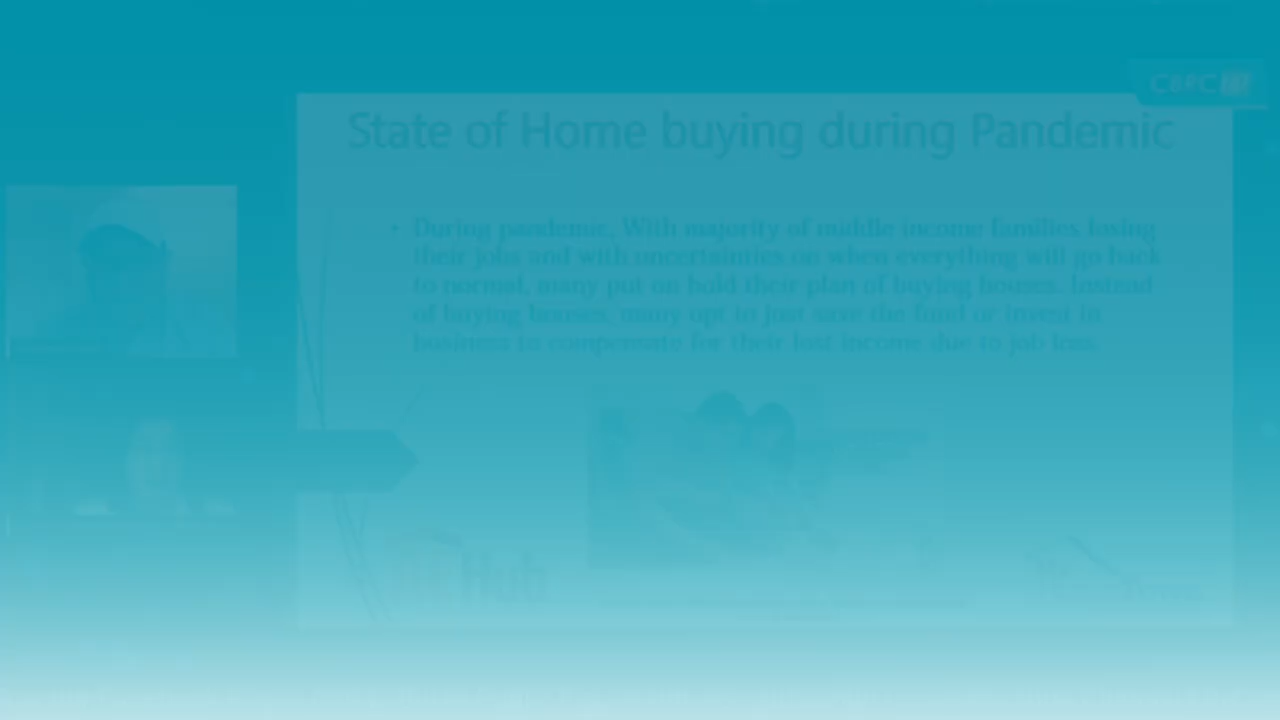 State of Home buying during Pandemic
• During pandemic, With majority of middle income families losing
their jobs and with uncertainties on when everything will go back
to normal, many put on hold their plan of buying houses. Instead
of buying houses, many opt to just save the fund or invest in
business to compensate for their lost income due to job loss.
Hub